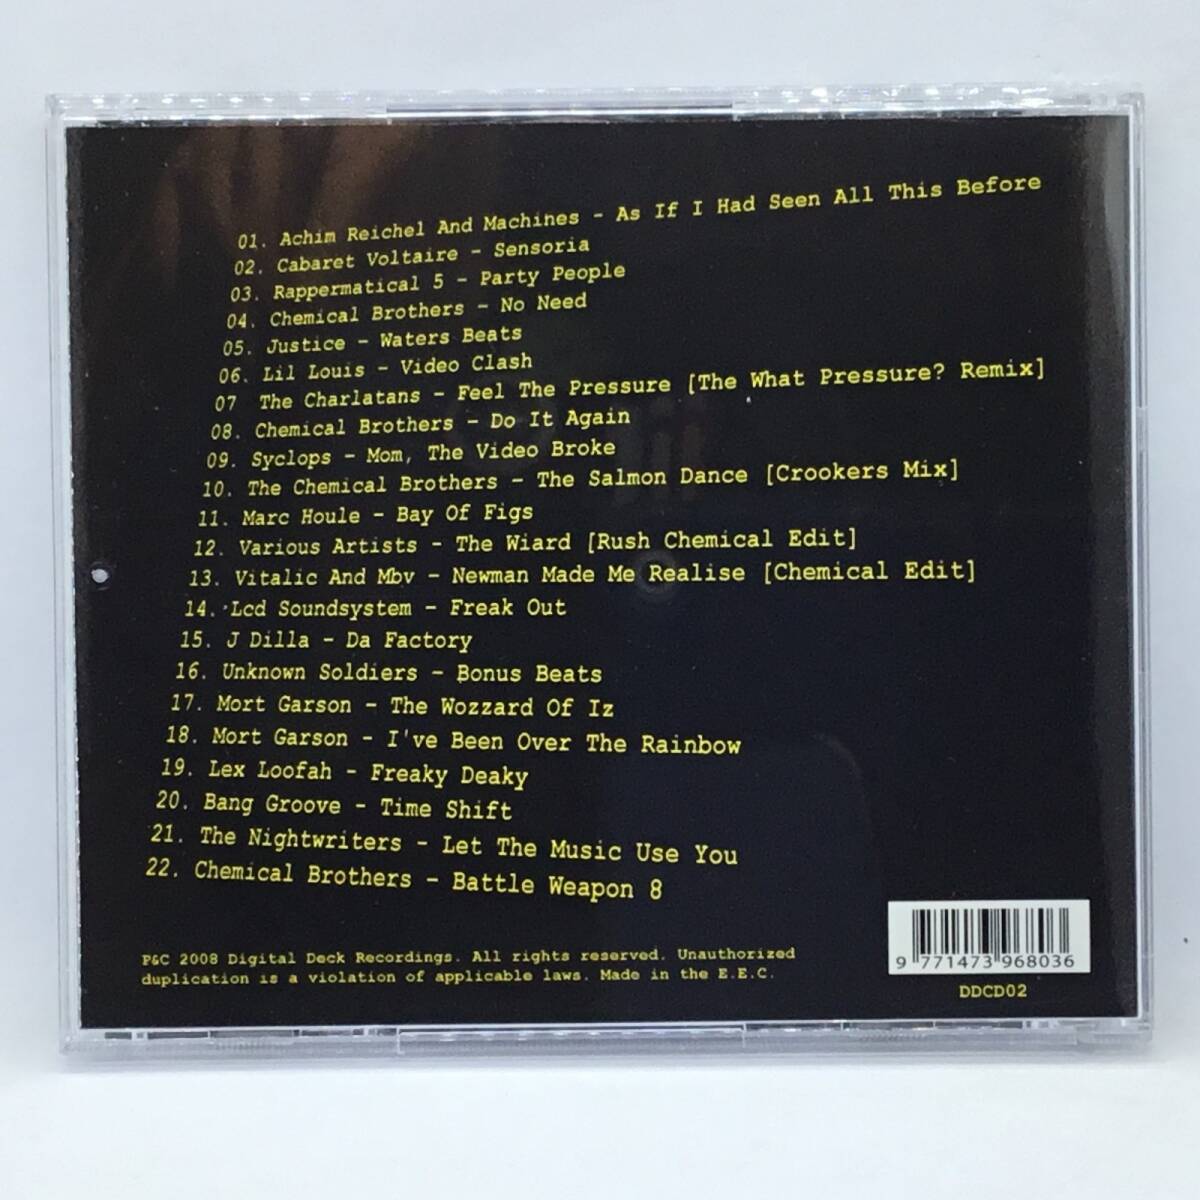 01. Achim Reichel And Machines - As If I Had Seen All This Before
02. Cabaret Voltaire - Sensoria
03. Rappermatical 5 - Party People
04. Chemical Brothers - No Need
05. Justice - Waters Beats
06. Lil Louis - Video Clash
07 The Charlatans - Feel The Pressure [The What Pressure? Remix]
08. Chemical Brothers - Do It Again
09. Syclops - Mom, The Video Broke
10. The Chemical Brothers - The Salmon Dance [Crookers Mix]
11. Marc Houle - Bay Of Figs
12. Various Artists - The Wiard [Rush Chemical Edit]
13. Vitalic And Mbv - Newman Made Me Realise [Chemical Edit]
14. Lcd Soundsystem - Freak Out
15. J Dilla - Da Factory
16. Unknown Soldiers - Bonus Beats
17. Mort Garson - The Wozzard Of Iz
18. Mort Garson - I've Been Over The Rainbow
19. Lex Loofah - Freaky Deaky
20. Bang Groove - Time Shift
21. The Nightwriters - Let The Music Use You
22. Chemical Brothers - Battle Weapon 8
P&C 2008 Digital Deck Recordings. All rights reserved. Unauthorized
duplication is a violation of applicable laws. Made in the E.E.C.
9 771473 968036
DDCD02